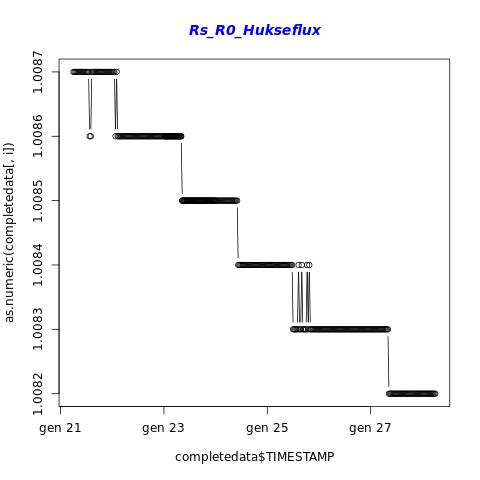 Rs_R0_Hukseflux
as.numeric(completedata[, i])
1.0087
1.0086
1.0085
1.0084
1.0083
1.0082
gen 21
gen 23
gen 25
gen 27
completedata$TIMESTAMP